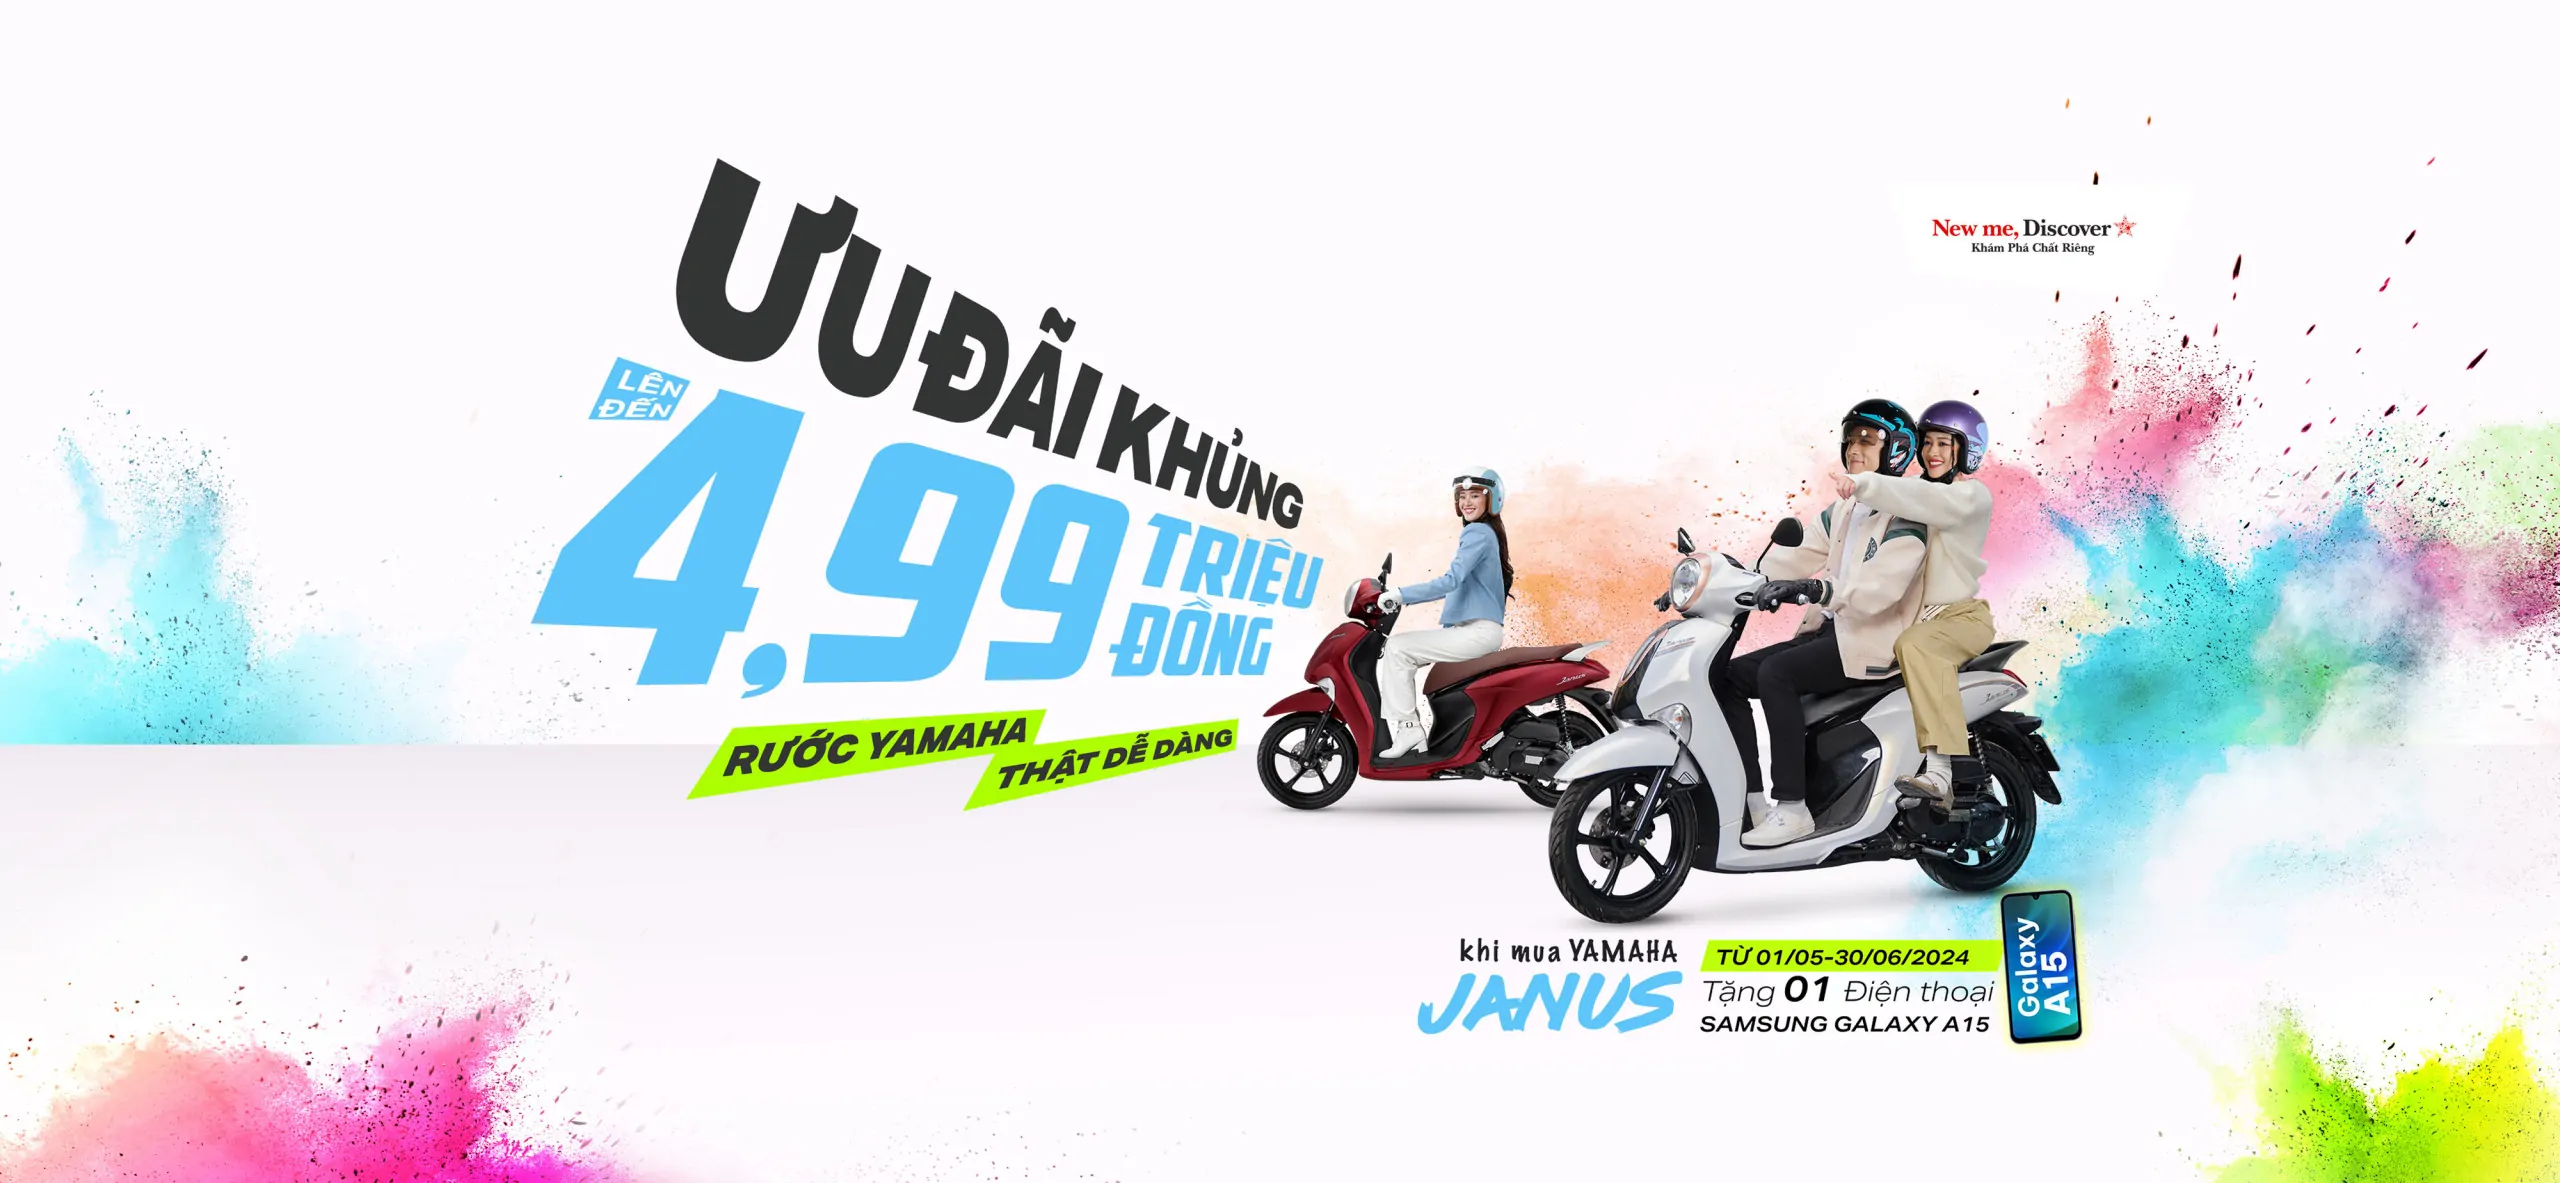 ƯU ĐÃI KHỦNG
LÊN
ĐẾN
4,99 TRIỆU
ĐỒNG
RƯỚC YAMAHA
THẬT DỄ DÀNG
New me, Discover
Khám Phá Chất Riêng
Janus
khi mua YAMAHA
JANUS
TỪ 01/05-30/06/2024
Tặng 01 Điện thoại
SAMSUNG GALAXY A15
Galaxy
A15